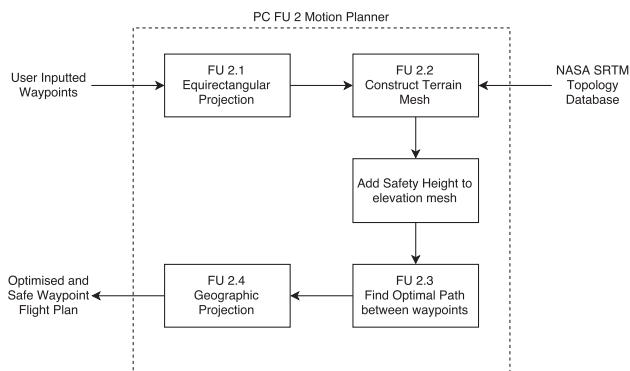 PC FU 2 Motion Planner
User Inputted
Waypoints
FU 2.1
Equirectangular
Projection
FU 2.2
Construct Terrain
Mesh
NASA SRTM
Topology
Database
Add Safety Height to
elevation mesh
Optimised and
Safe Waypoint
Flight Plan
FU 2.4
Geographic
Projection
FU 2.3
Find Optimal Path
between waypoints